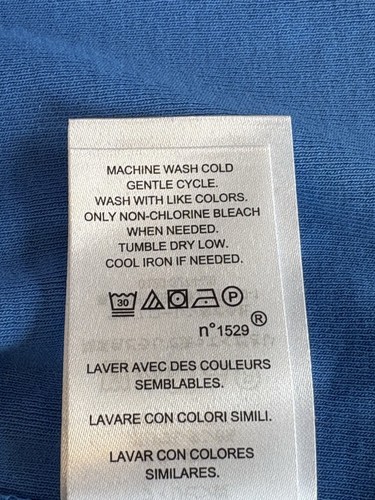 MACHINE WASH COLD
GENTLE CYCLE.
WASH WITH LIKE COLORS.
ONLY NON-CHLORINE BLEACH
WHEN NEEDED.
TUMBLE DRY LOW.
COOL IRON IF NEEDED.
30 P
n°1529 ®
LAVER AVEC DES COULEURS
SEMBLABLES.
LAVARE CON COLORI SIMILI.
LAVAR CON COLORES
SIMILARES.